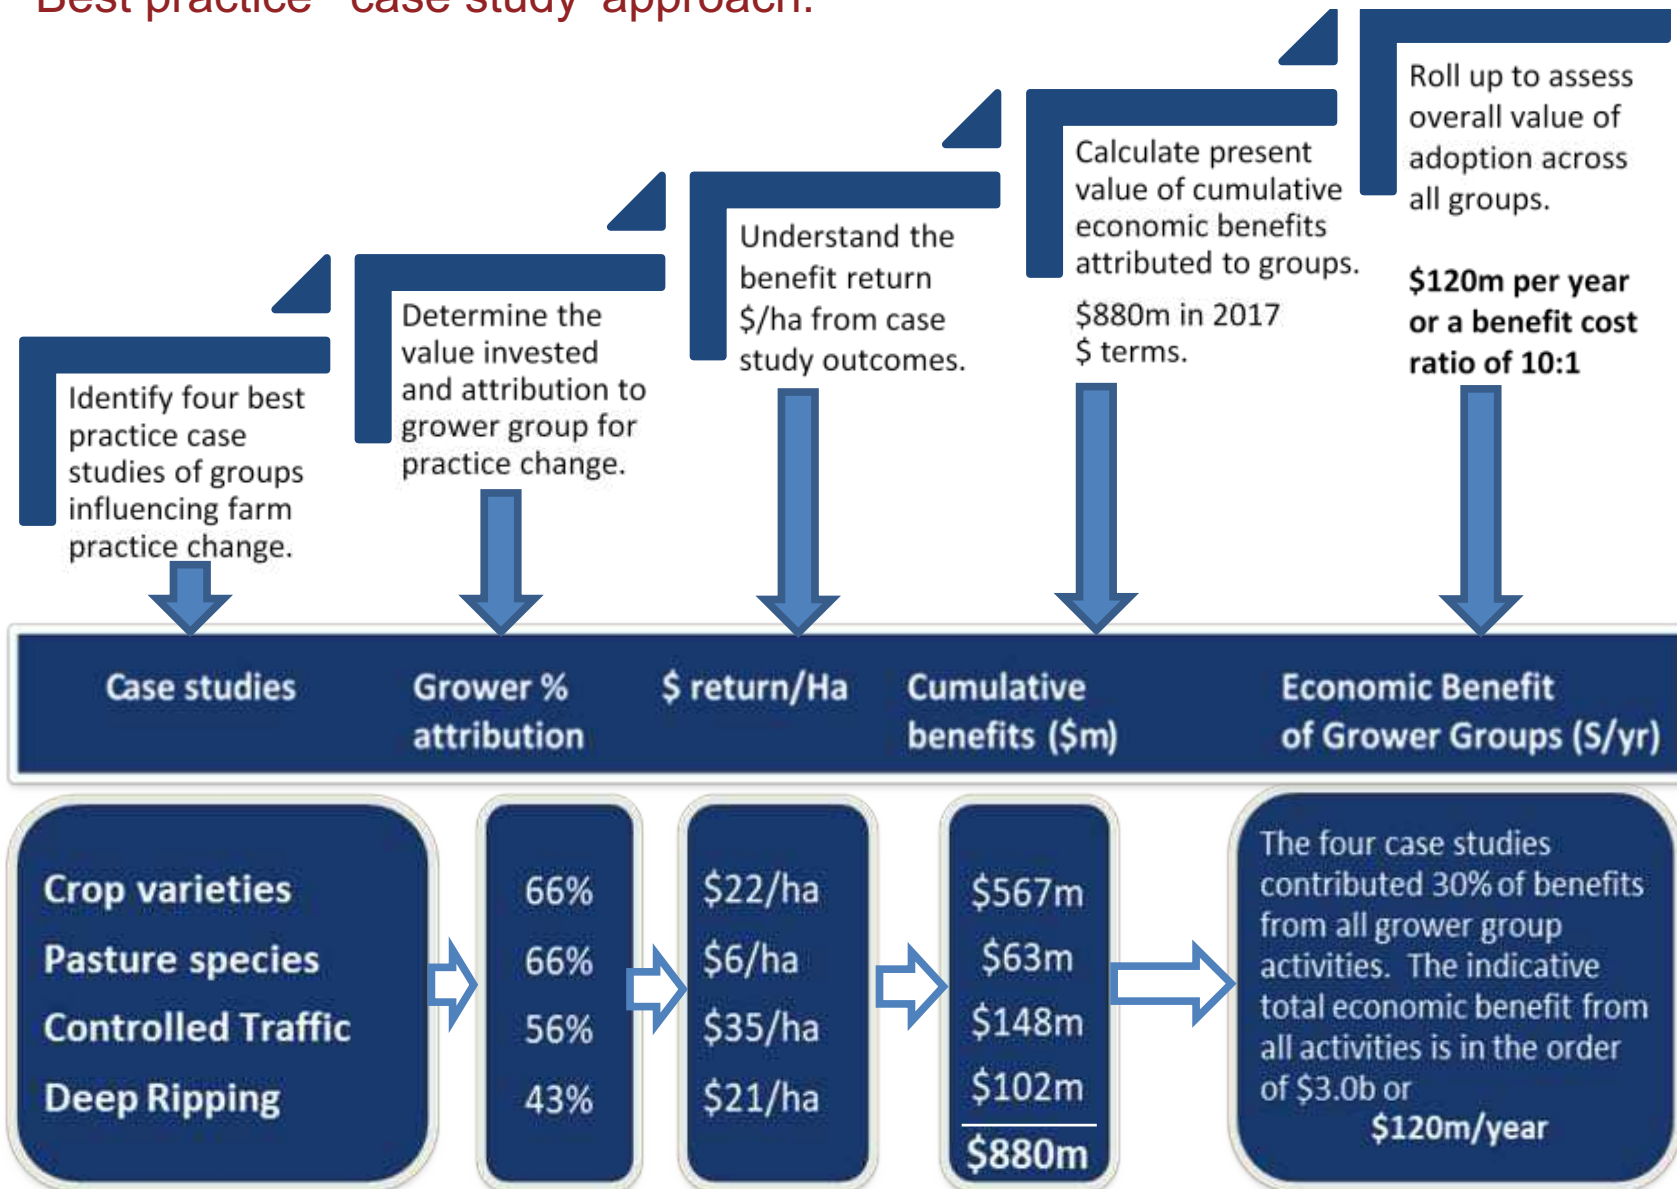 Best practice "case study" approach:
Identify four best
practice case
studies of groups
influencing farm
practice change.
Determine the
value invested
and attribution to
grower group for
practice change.
Understand the
benefit return
$/ha from case
study outcomes.
Calculate present
value of cumulative
economic benefits
attributed to groups.
$880m in 2017
$ terms.
Roll up to assess
overall value of
adoption across
all groups.
$120m per year
or a benefit cost
ratio of 10:1
Case studies
Grower %
attribution
$ return/Ha
Cumulative
benefits ($m)
Economic Benefit
of Grower Groups (S/yr)
Crop varieties
Pasture species
Controlled Traffic
Deep Ripping
66%
66%
56%
43%
$22/ha
$6/ha
$35/ha
$21/ha
$567m
$63m
$148m
$102m
$880m
The four case studies
contributed 30% of benefits
from all grower group
activities. The indicative
total economic benefit from
all activities is in the order
of $3.0b or
$120m/year